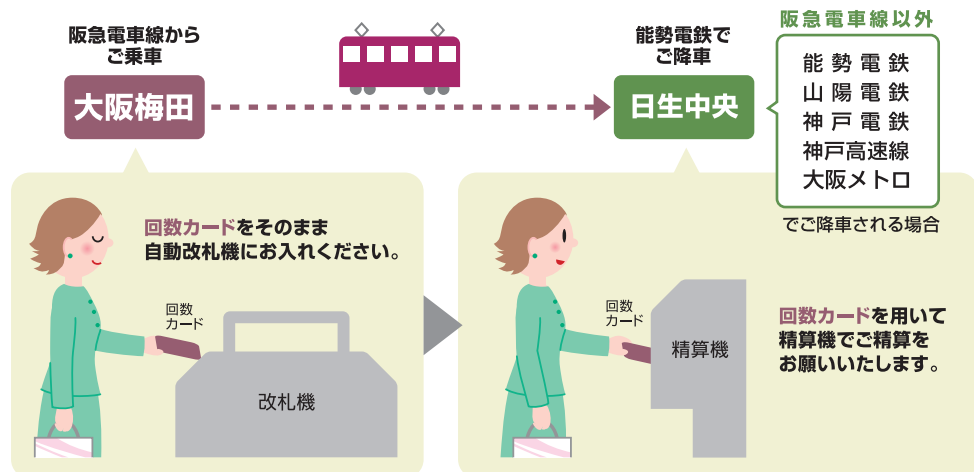 阪急電車線から
ご乗車
大阪梅田
能勢電鉄で
ご降車
日生中央
阪急電車線以外
能勢電鉄
山陽電鉄
神戸電鉄
神戸高速線
大阪メトロ
でご降車される場合
回数カードをそのまま
自動改札機にお入れください。
回数
カード
改札機
回数
カード
精算機
回数カードを用いて
精算機でご精算を
お願いいたします。